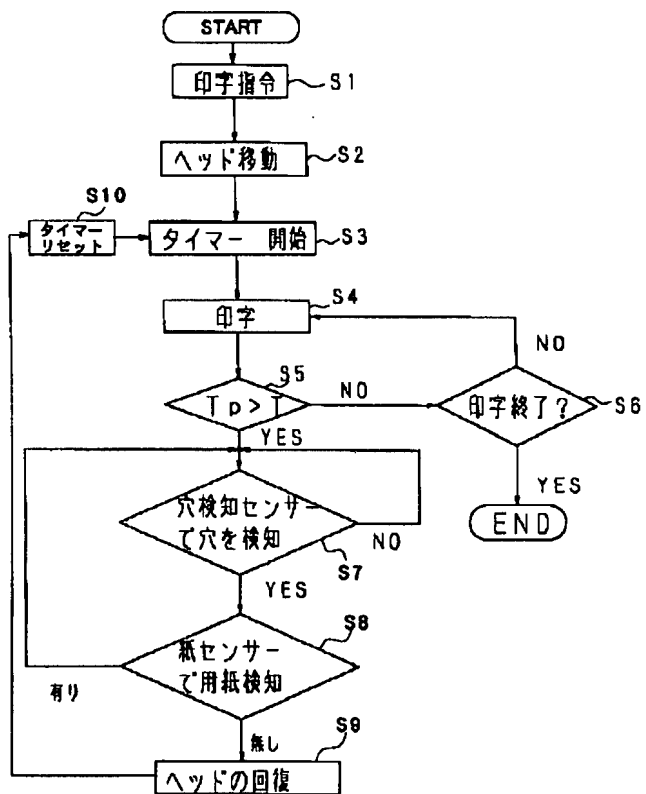 START
印字指令
S1
ヘッド移動
S2
S10
タイマー
リセット
タイマー 開始
S3
印字
S4
NO
Tp>T
S5
NO
印字終了?
S6
YES
YES
END
穴検知センサー
で穴を検知
NO
S7
YES
紙センサー
で用紙検知
S8
有り
無し
S9
ヘッドの回復